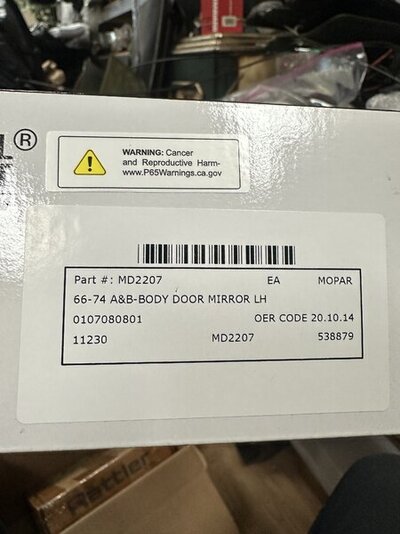 ®
WARNING: Cancer
and Reproductive Harm-
www.P65Warnings.ca.gov
Part #: MD2207 EA MOPAR
66-74 A&B-BODY DOOR MIRROR LH
0107080801 OER CODE 20.10.14
11230 MD2207 538879
Rattler